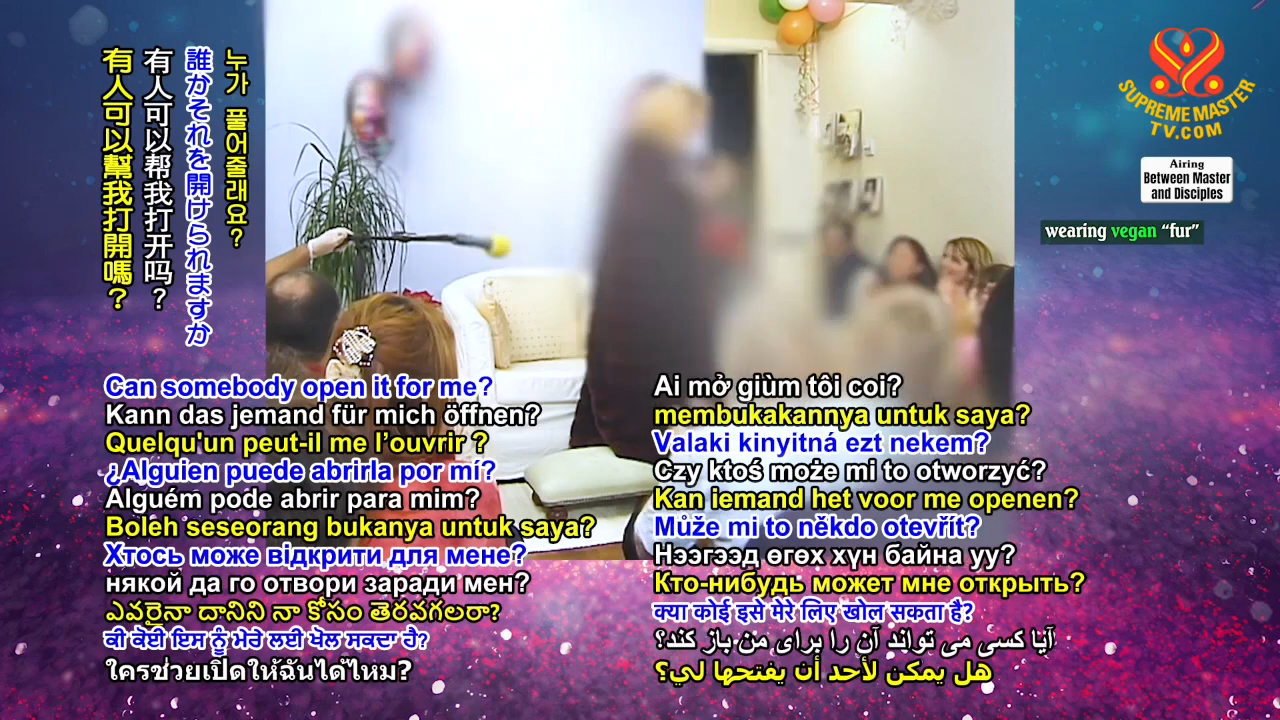 有人可以幫我打開嗎？
有人可以帮我打开吗？
誰かそれを開けられますか
누가 풀어줄래요?
SUPREME MASTER
TV.COM
Airing
Between Master
and Disciples
wearing vegan “fur”
Can somebody open it for me?
Kann das jemand für mich öffnen?
Quelqu'un peut-il me l’ouvrir ?
¿Alguien puede abrirla por mí?
Alguém pode abrir para mim?
Boleh seseorang bukanya untuk saya?
Хтось може відкрити для мене?
някой да го отвори заради мен?
ఎవరైనా దానిని నా కోసం తెరవగలరా?
ਕੀ ਕੋਈ ਇਸ ਨੂੰ ਮੇਰੇ ਲਈ ਖੋਲ ਸਕਦਾ ਹੈ?
ใครช่วยเปิดให้ฉันได้ไหม?
Ai mở giùm tôi coi?
membukakannya untuk saya?
Valaki kinyitná ezt nekem?
Czy ktoś może mi to otworzyć?
Kan iemand het voor me openen?
Může mi to někdo otevřít?
Нээгээд өгөх хүн байна уу?
Кто-нибудь может мне открыть?
क्या कोई इसे मेरे लिए खोल सकता है?
آیا کسی می تواند آن را برای من باز کند؟
هل يمكن لأحد أن يفتحها لي؟